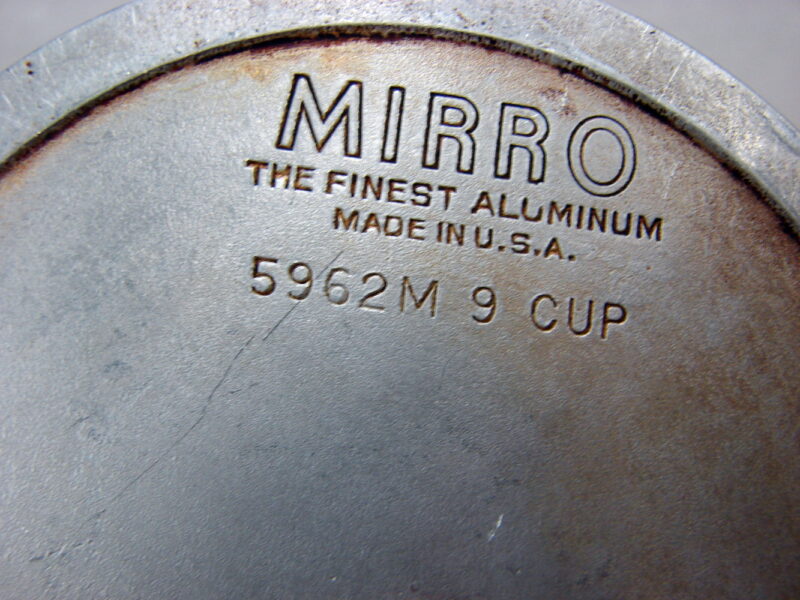 MIRRO
THE FINEST ALUMINUM
MADE IN U.S.A.
5962M 9 CUP